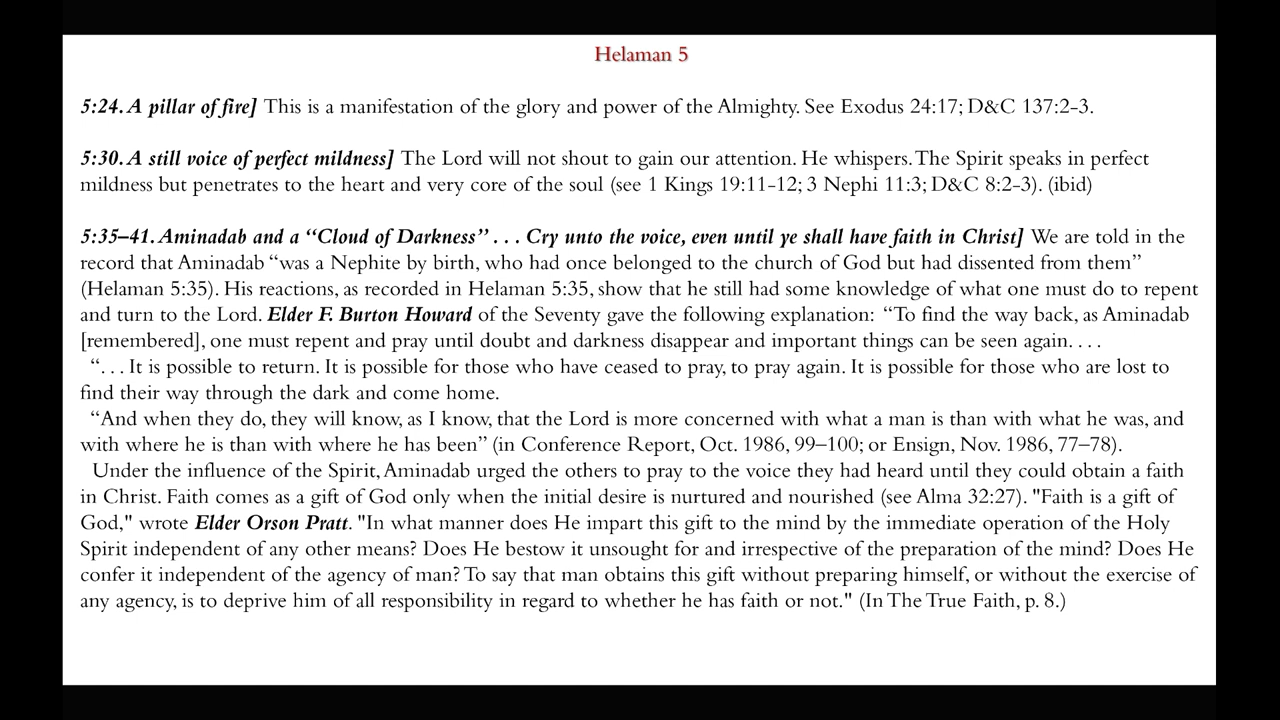 Helaman 5
5:24. A pillar of fire] This is a manifestation of the glory and power of the Almighty. See Exodus 24:17; D&C 137:2-3.
5:30. A still voice of perfect mildness] The Lord will not shout to gain our attention. He whispers. The Spirit speaks in perfect
mildness but penetrates to the heart and very core of the soul (see 1 Kings 19:11-12; 3 Nephi 11:3; D&C 8:2-3). (ibid)
5:35–41. Aminadab and a “Cloud of Darkness” . . . Cry unto the voice, even until ye shall have faith in Christ] We are told in the
record that Aminadab “was a Nephite by birth, who had once belonged to the church of God but had dissented from them”
(Helaman 5:35). His reactions, as recorded in Helaman 5:35, show that he still had some knowledge of what one must do to repent
and turn to the Lord. Elder F. Burton Howard of the Seventy gave the following explanation: “To find the way back, as Aminadab
[remembered], one must repent and pray until doubt and darkness disappear and important things can be seen again. . . .
“. . . It is possible to return. It is possible for those who have ceased to pray, to pray again. It is possible for those who are lost to
find their way through the dark and come home.
“And when they do, they will know, as I know, that the Lord is more concerned with what a man is than with what he was, and
with where he is than with where he has been” (in Conference Report, Oct. 1986, 99–100; or Ensign, Nov. 1986, 77–78).
Under the influence of the Spirit, Aminadab urged the others to pray to the voice they had heard until they could obtain a faith
in Christ. Faith comes as a gift of God only when the initial desire is nurtured and nourished (see Alma 32:27). "Faith is a gift of
God," wrote Elder Orson Pratt. "In what manner does He impart this gift to the mind by the immediate operation of the Holy
Spirit independent of any other means? Does He bestow it unsought for and irrespective of the preparation of the mind? Does He
confer it independent of the agency of man? To say that man obtains this gift without preparing himself, or without the exercise of
any agency, is to deprive him of all responsibility in regard to whether he has faith or not." (In The True Faith, p. 8.)